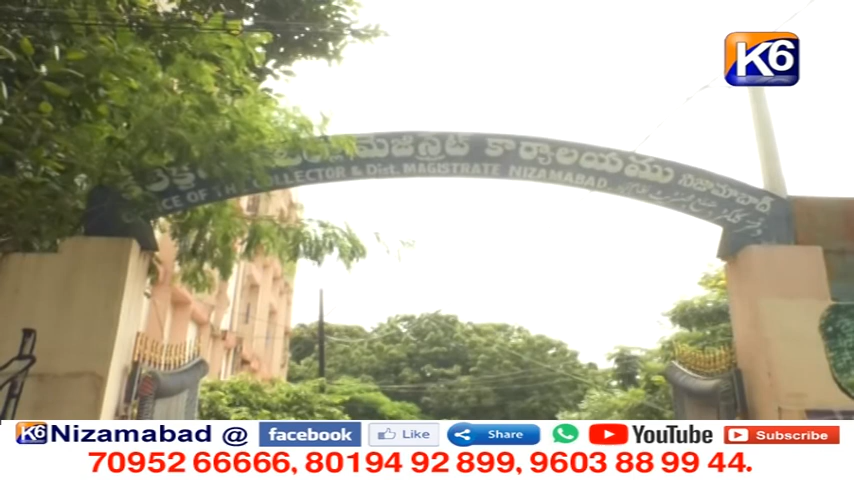 K6
జిల్లా మెజిస్ట్రేట్ కార్యాలయము నిజామాబాద్
OFFICE OF THE COLLECTOR & Dist. MAGISTRATE NIZAMABAD
K6 Nizamabad @ facebook Like Share YouTube Subscribe
70952 66666, 80194 92 899, 9603 88 99 44.